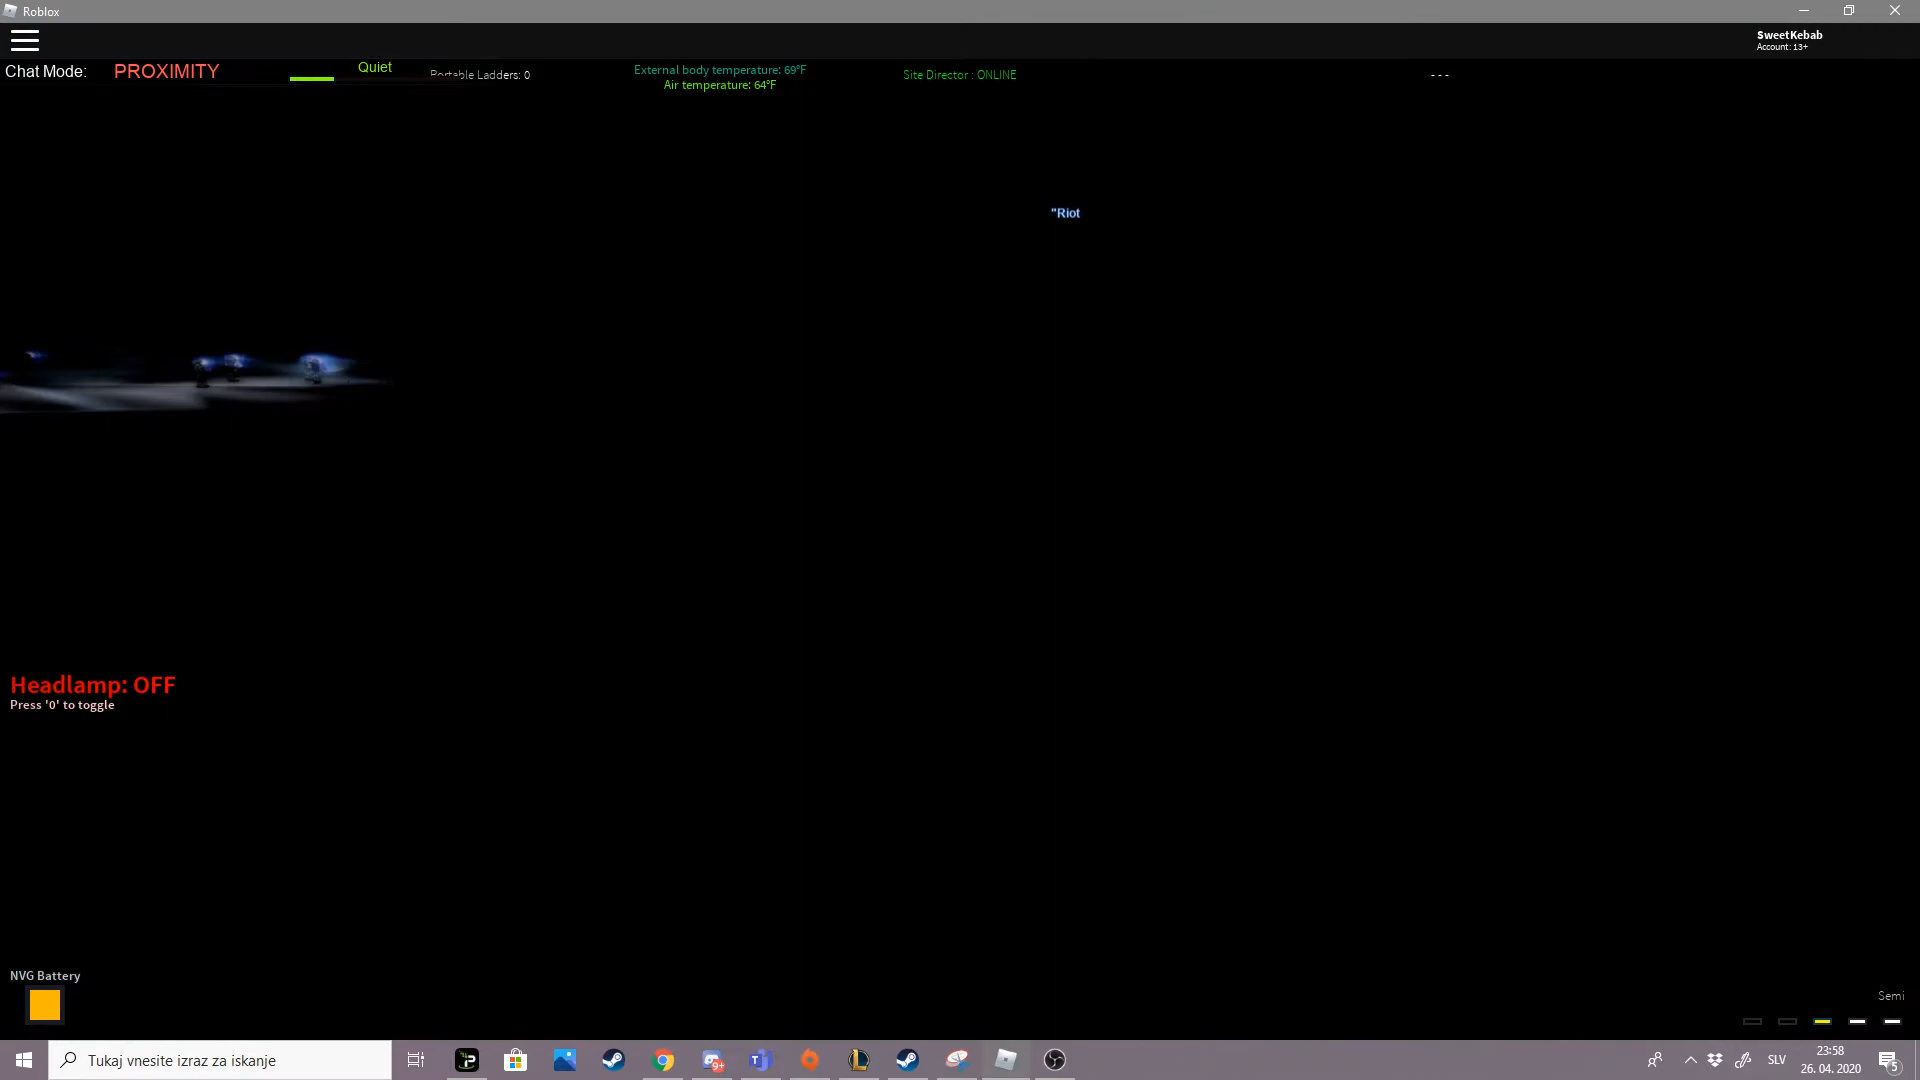 Roblox
SweetKebab
Account: 13+
Chat Mode: PROXIMITY
Quiet
Portable Ladders: 0
External body temperature: 69°F
Air temperature: 64°F
Site Director : ONLINE
- - -
"Riot
Headlamp: OFF
Press '0' to toggle
NVG Battery
Semi
Tukaj vnesite izraz za iskanje
9+
SLV
23:58
26. 04. 2020
5